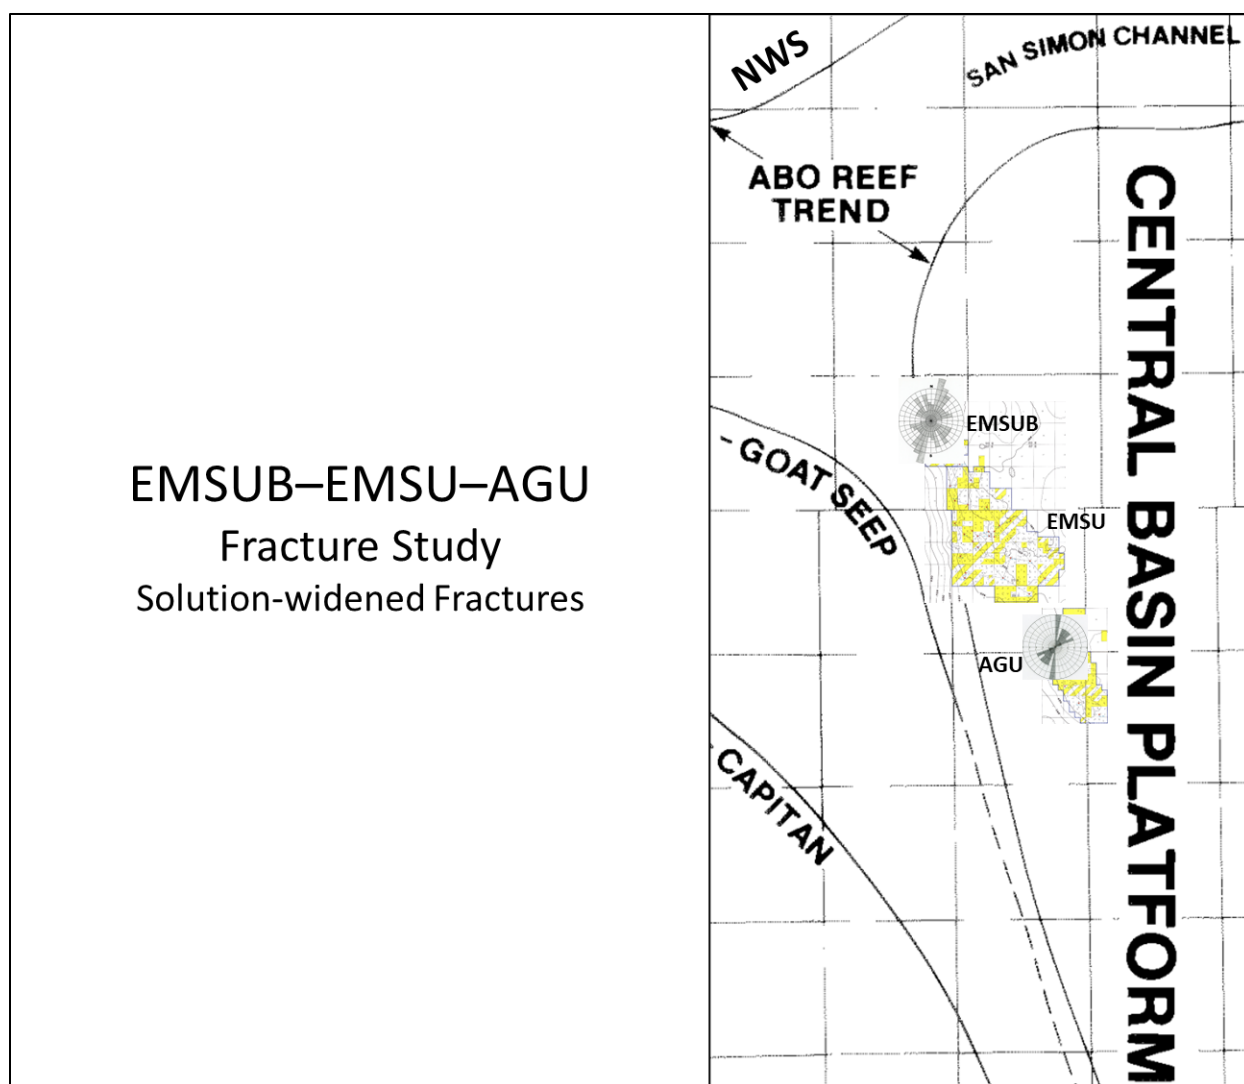 EMSUB–EMSU–AGU
Fracture Study
Solution-widened Fractures
NWS
SAN SIMON CHANNEL
ABO REEF
TREND
CENTRAL BASIN PLATFORM
EMSUB
- GOAT SEEP
EMSU
AGU
- CAPITAN